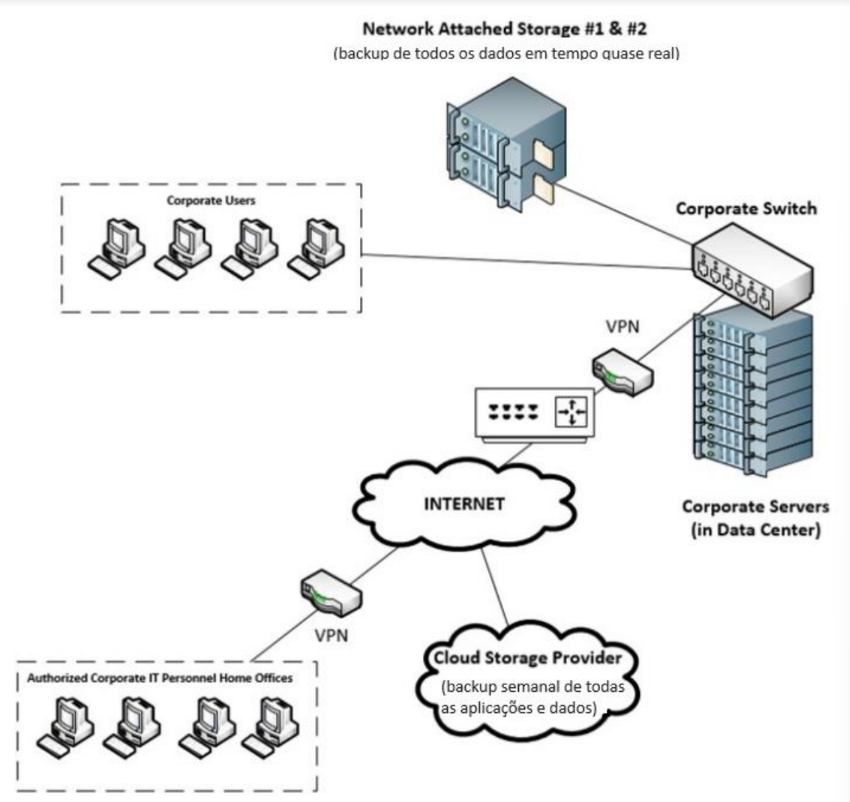 Network Attached Storage #1 & #2
(backup de todos os dados em tempo quase real)
Corporate Users
Corporate Switch
VPN
INTERNET
Corporate Servers
(in Data Center)
VPN
Cloud Storage Provider
(backup semanal de todas
as aplicações e dados)
Authorized Corporate IT Personnel Home Offices